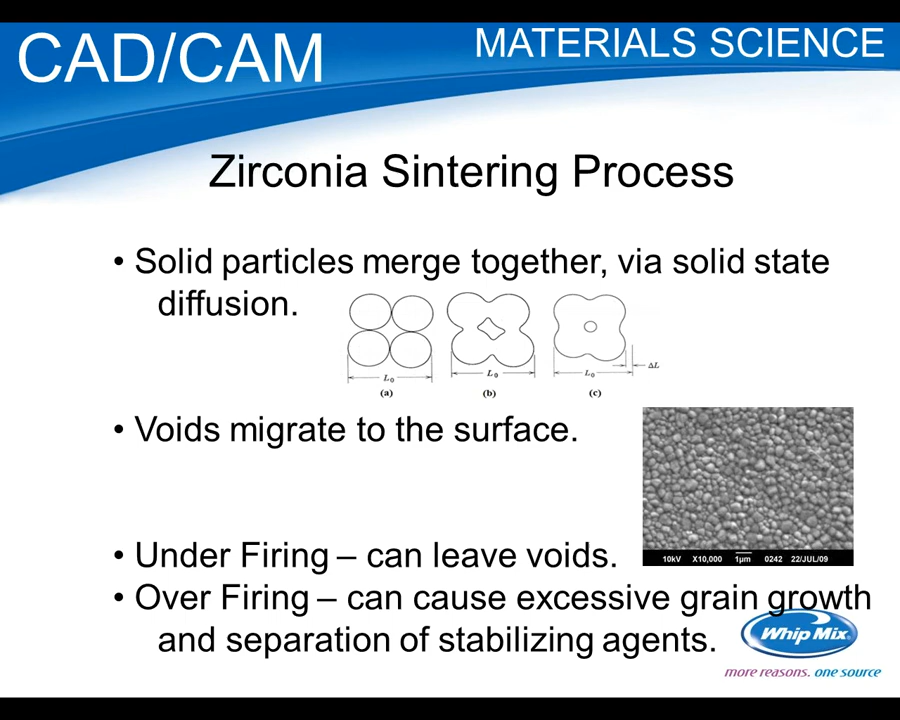 CAD/CAM
MATERIALS SCIENCE
Zirconia Sintering Process
• Solid particles merge together, via solid state
diffusion.
L₀ L₀ L₀ ΔL
(a) (b) (c)
• Voids migrate to the surface.
10kV X10,000 1μm 0242 22/JUL/09
• Under Firing – can leave voids.
• Over Firing – can cause excessive grain growth
and separation of stabilizing agents.
Whip Mix
more reasons. one source